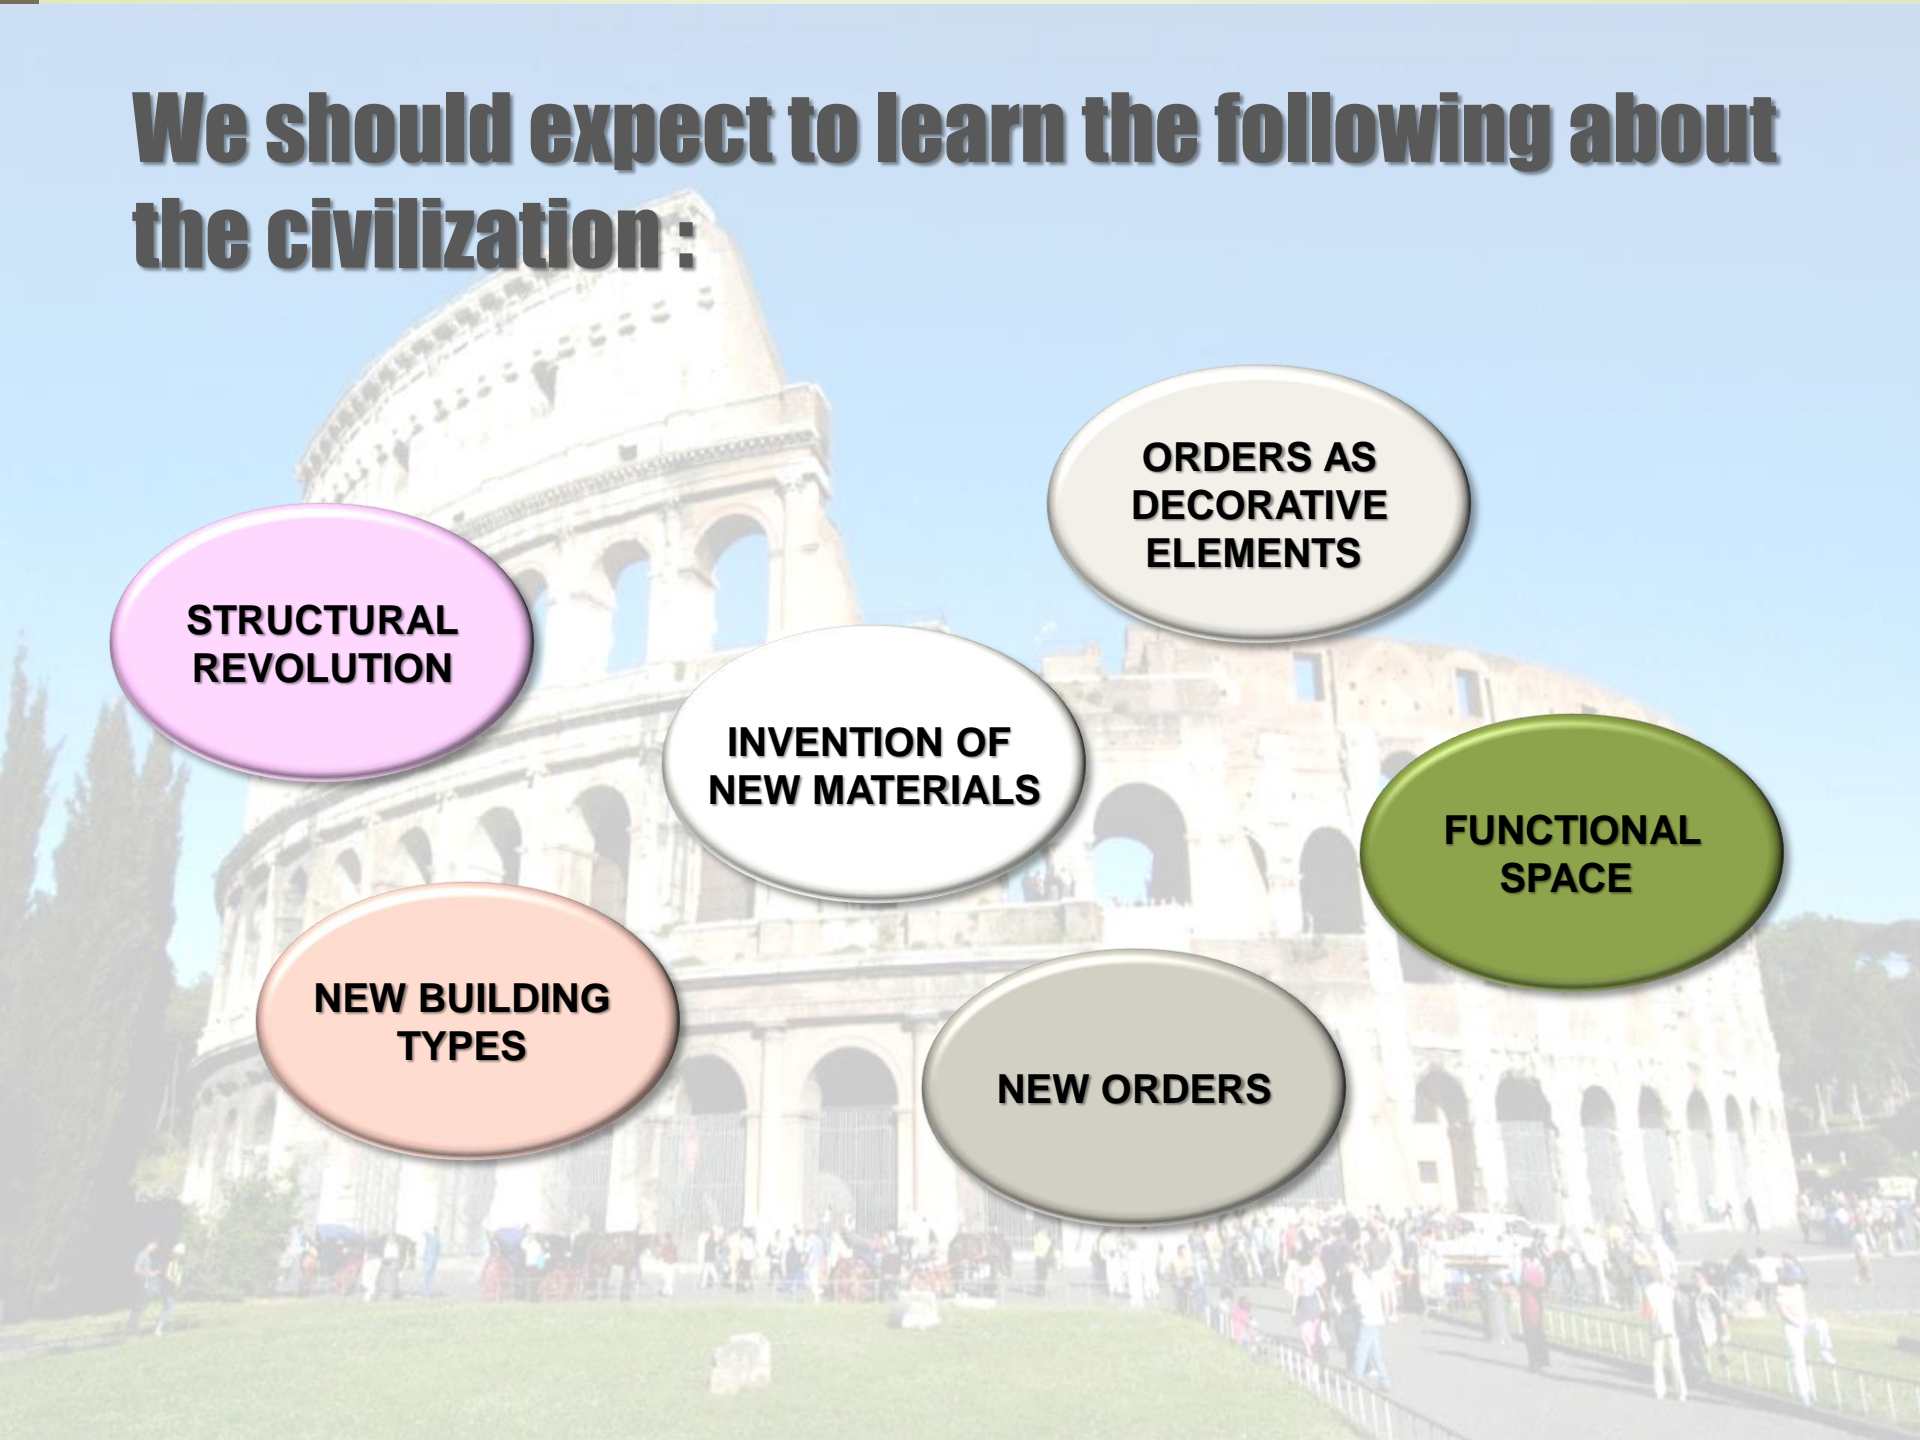 We should expect to learn the following about
the civilization :
ORDERS AS
DECORATIVE
ELEMENTS
STRUCTURAL
REVOLUTION
INVENTION OF
NEW MATERIALS
FUNCTIONAL
SPACE
NEW BUILDING
TYPES
NEW ORDERS